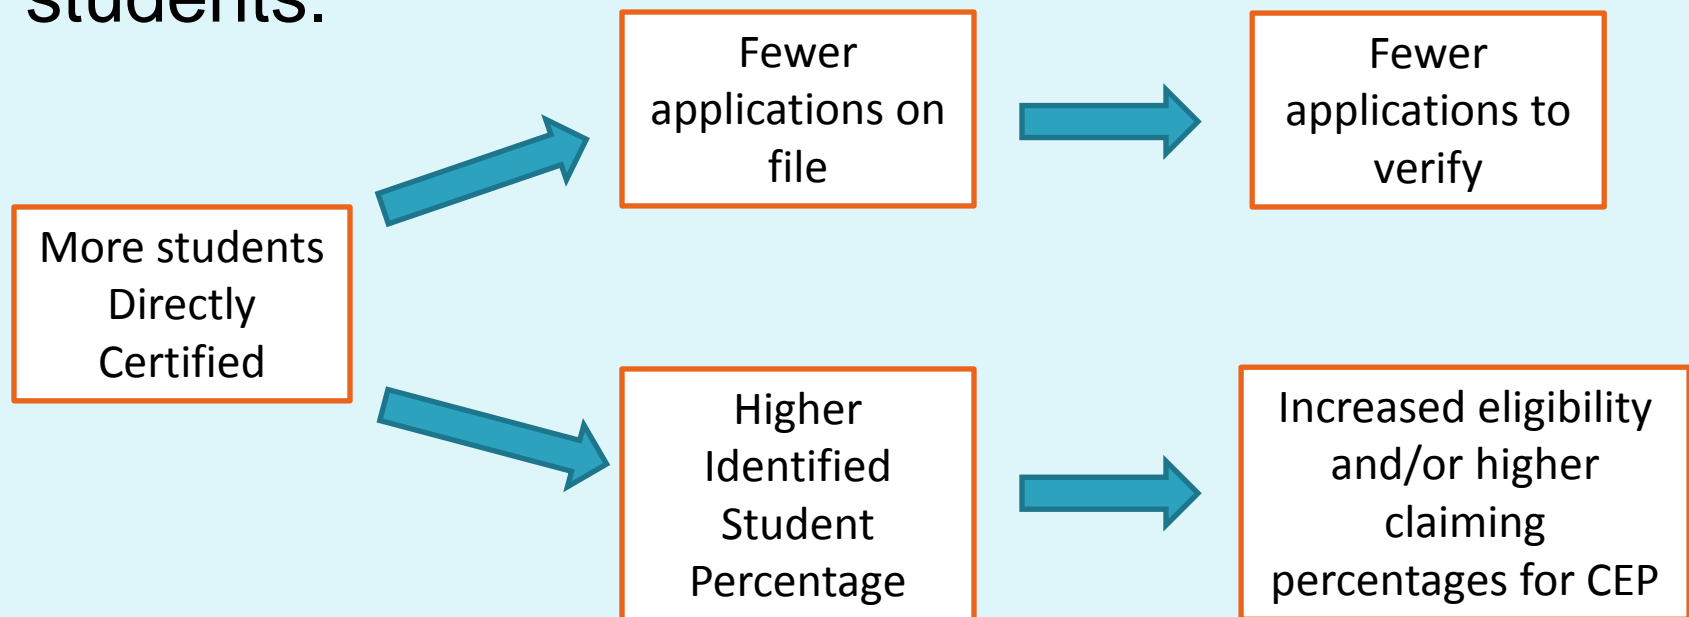 students.
Fewer
applications on
file
Fewer
applications to
verify
More students
Directly
Certified
Higher
Identified
Student
Percentage
Increased eligibility
and/or higher
claiming
percentages for CEP